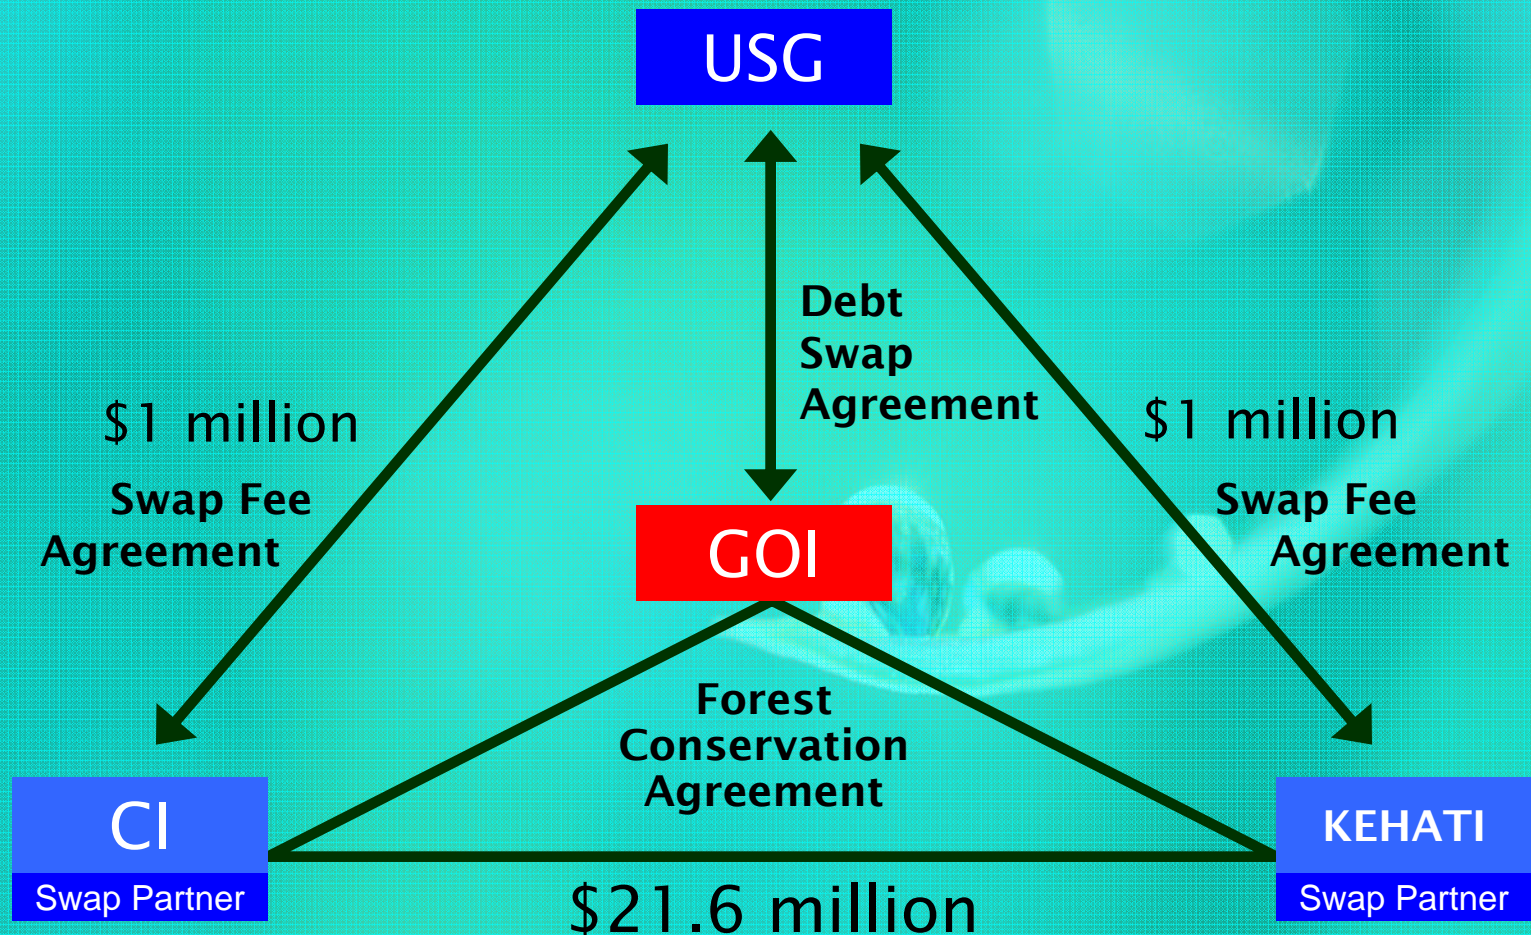 USG
Debt
Swap
Agreement
$1 million
Swap Fee
Agreement
$1 million
Swap Fee
Agreement
GOI
Forest
Conservation
Agreement
CI
Swap Partner
KEHATI
Swap Partner
$21.6 million